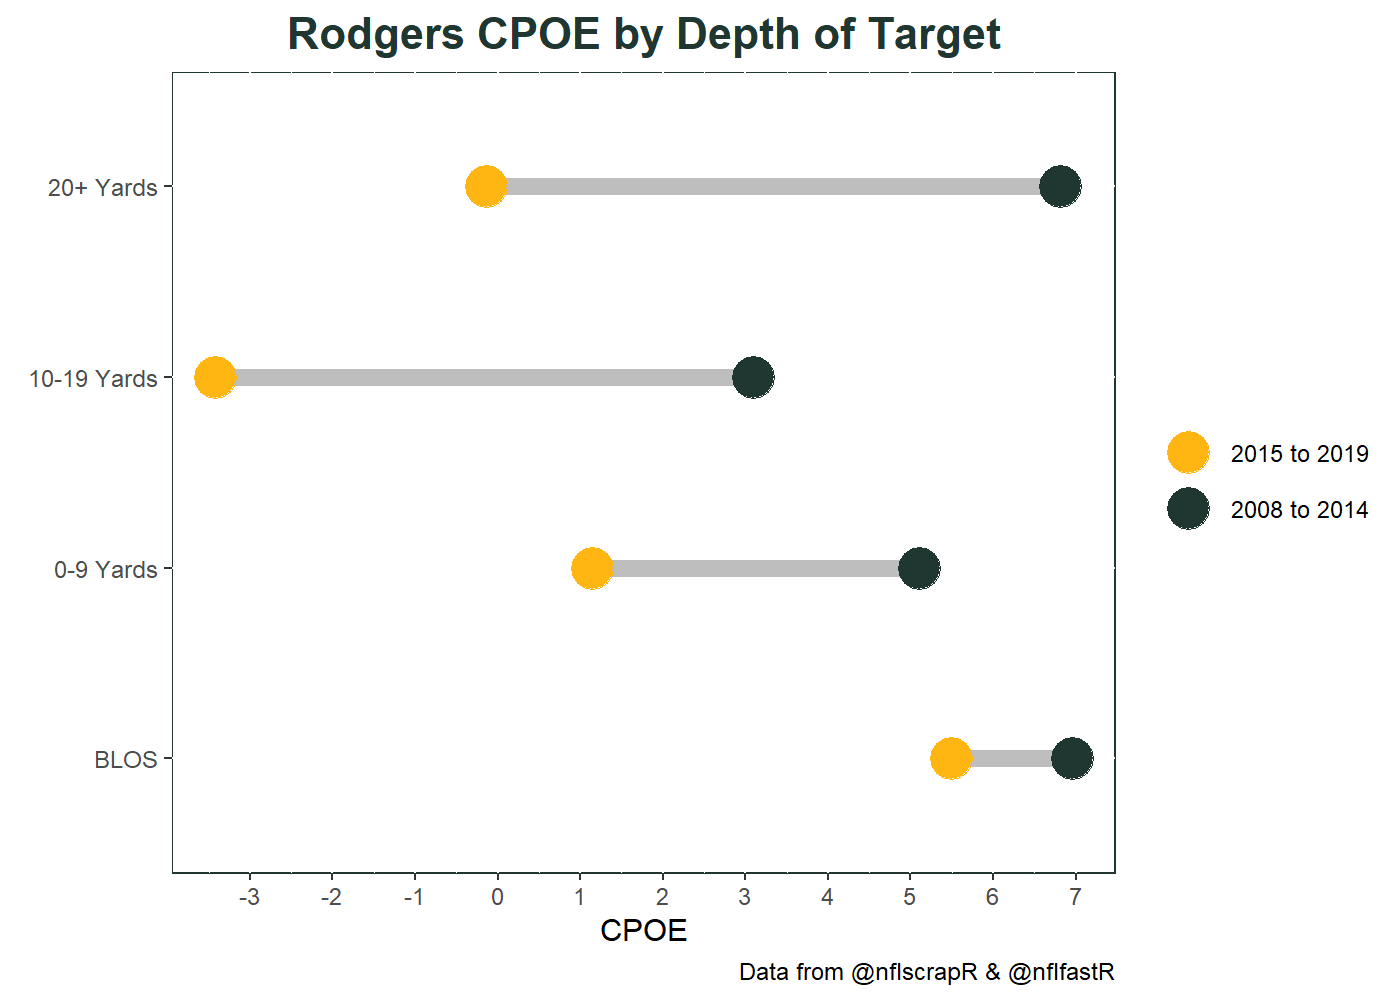 Rodgers CPOE by Depth of Target
20+ Yards
10-19 Yards
0-9 Yards
BLOS
-3 -2 -1 0 1 2 3 4 5 6 7
CPOE
2015 to 2019
2008 to 2014
Data from @nflscrapR & @nflfastR